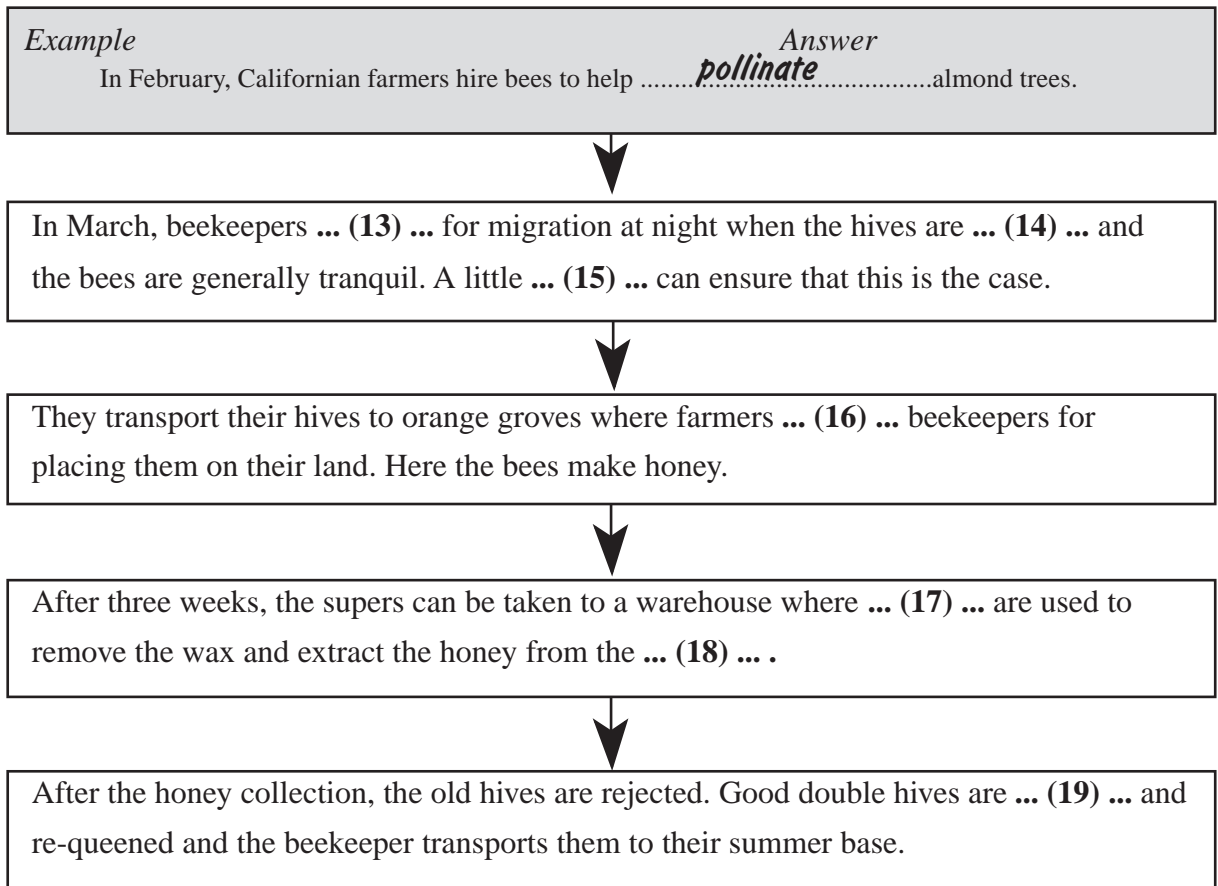 Example Answer
In February, Californian farmers hire bees to help ........pollinate..................................almond trees.
In March, beekeepers ... (13) ... for migration at night when the hives are ... (14) ... and
the bees are generally tranquil. A little ... (15) ... can ensure that this is the case.
They transport their hives to orange groves where farmers ... (16) ... beekeepers for
placing them on their land. Here the bees make honey.
After three weeks, the supers can be taken to a warehouse where ... (17) ... are used to
remove the wax and extract the honey from the ... (18) ... .
After the honey collection, the old hives are rejected. Good double hives are ... (19) ... and
re-queened and the beekeeper transports them to their summer base.